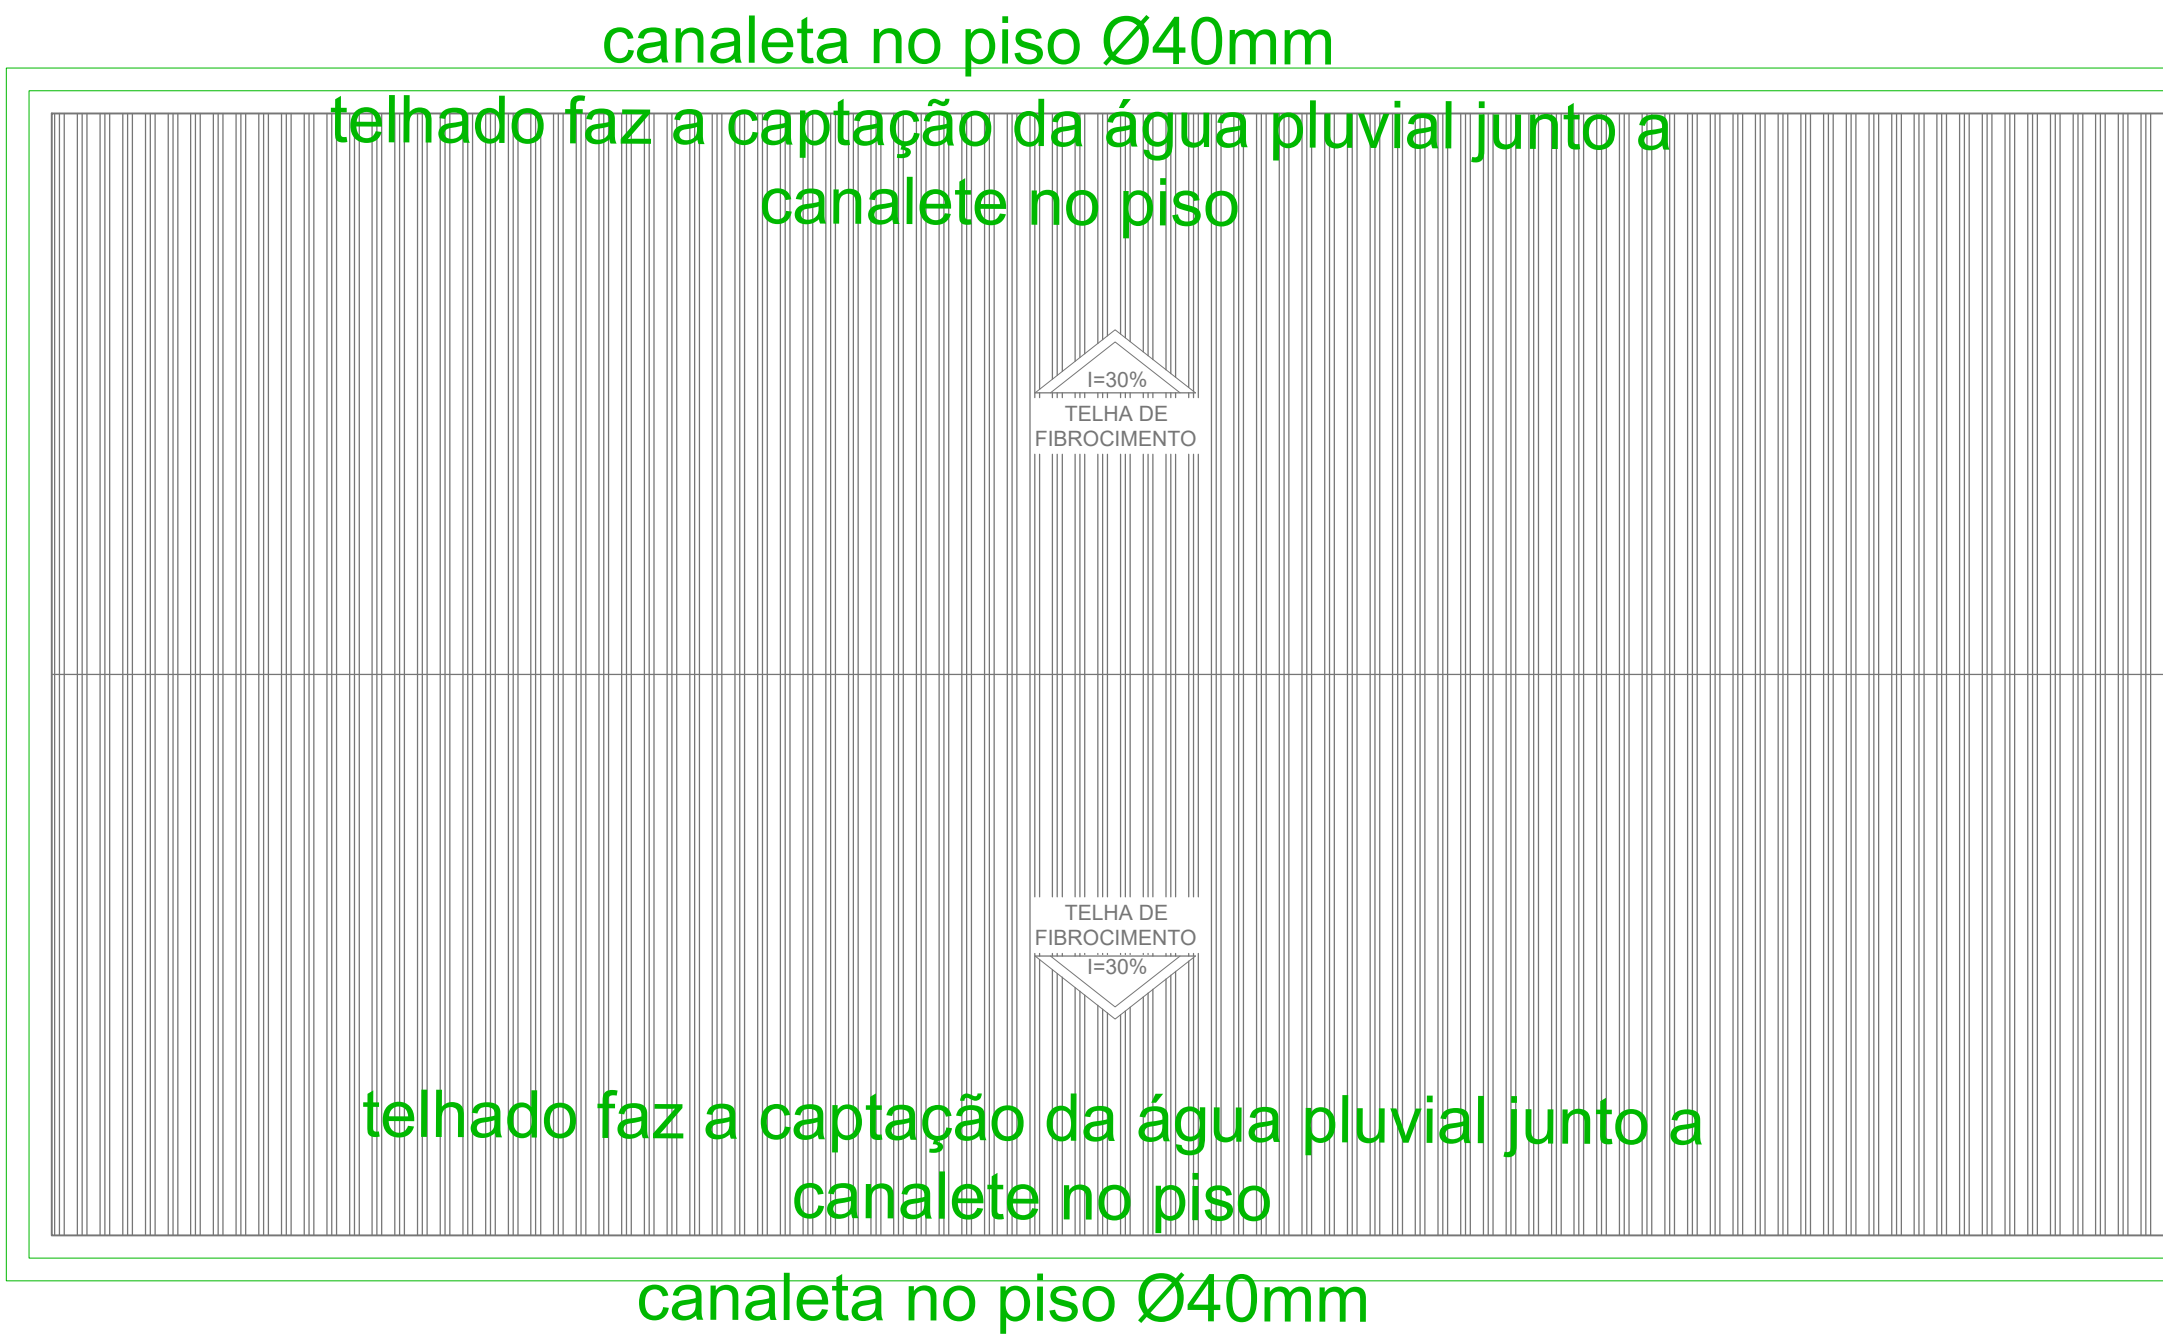 canaleta no piso Ø40mm
telhado faz a captação da água pluvial junto a
canalete no piso
I=30%
TELHA DE
FIBROCIMENTO
TELHA DE
FIBROCIMENTO
I=30%
telhado faz a captação da água pluvial junto a
canalete no piso
canaleta no piso Ø40mm